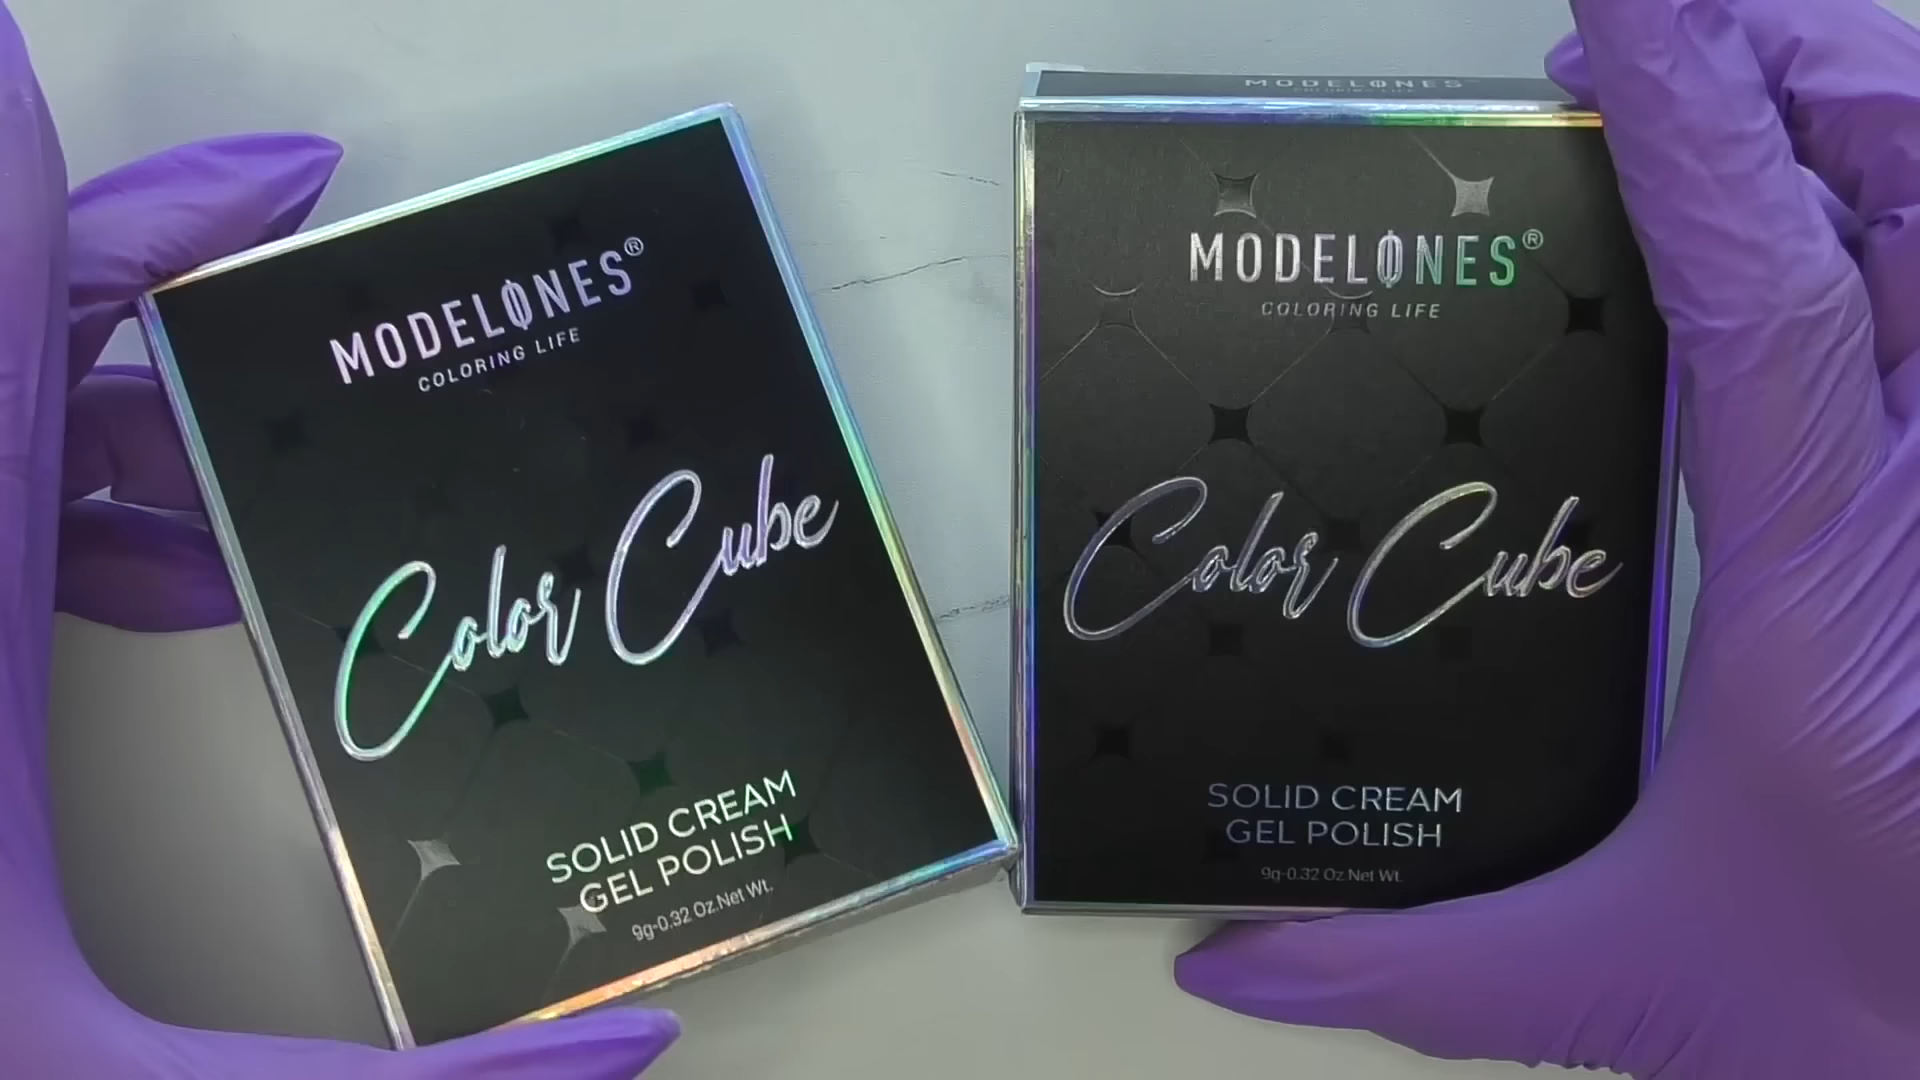 MODELONES®
COLORING LIFE
Color Cube
SOLID CREAM
GEL POLISH
9g-0.32 Oz.Net Wt.
MODELONES
COLORING LIFE
MODELONES®
COLORING LIFE
Color Cube
SOLID CREAM
GEL POLISH
9g-0.32 Oz.Net Wt.